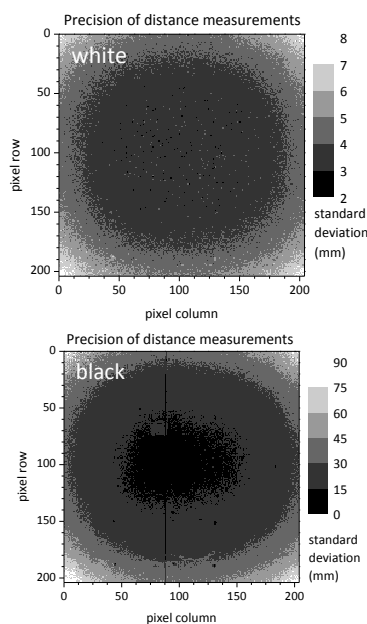 Precision of distance measurements
white
0
50
100
150
200
pixel row
0 50 100 150 200
pixel column
8
7
6
5
4
3
2
standard
deviation
(mm)
Precision of distance measurements
black
0
50
100
150
200
pixel row
0 50 100 150 200
pixel column
90
75
60
45
30
15
0
standard
deviation
(mm)